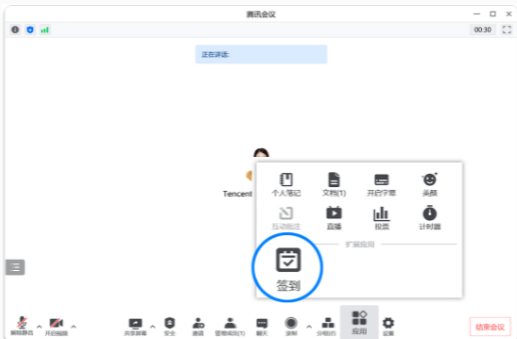 腾讯会议
00:30
正在讲话:
Tencent
个人笔记 文档(1) 开启字幕 美颜
互动批注 直播 投票 计时器
扩展应用
签到
解除静音 开启视频 共享屏幕 安全 邀请 管理成员(1) 聊天 录制 分组讨论 应用 设置 结束会议